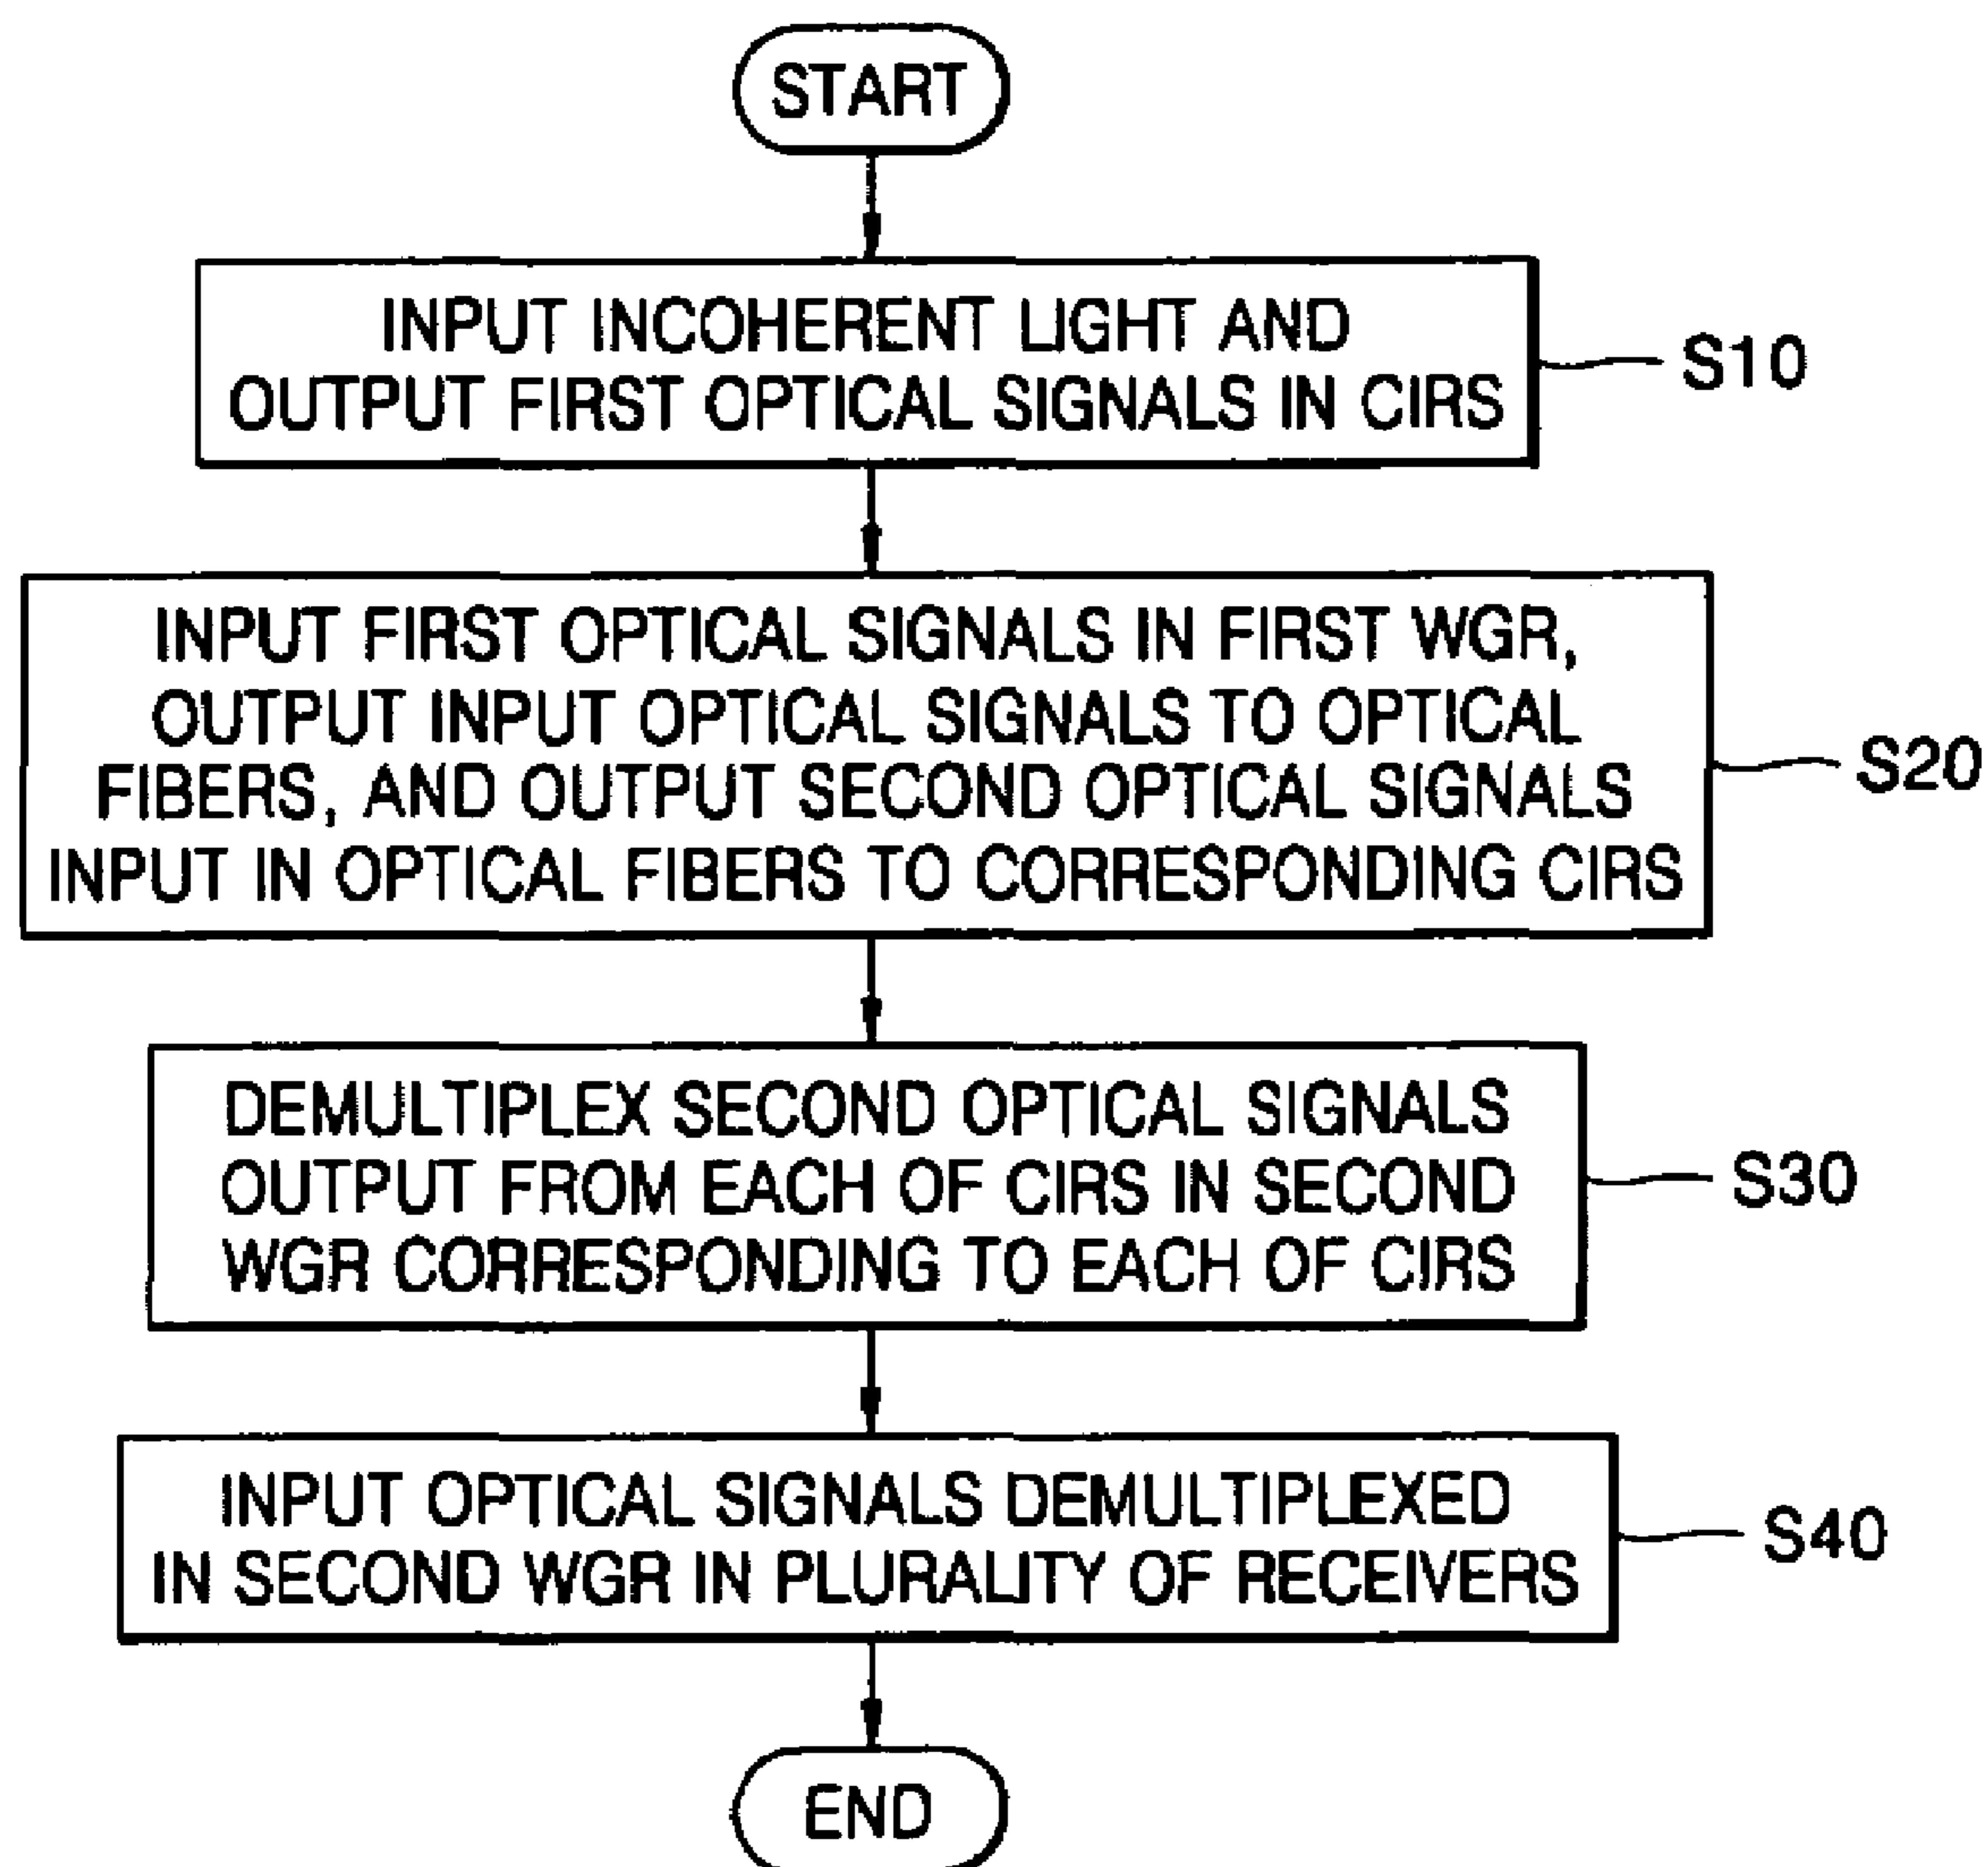 START
INPUT INCOHERENT LIGHT AND
OUTPUT FIRST OPTICAL SIGNALS IN CIRS
S10
INPUT FIRST OPTICAL SIGNALS IN FIRST WGR,
OUTPUT INPUT OPTICAL SIGNALS TO OPTICAL
FIBERS, AND OUTPUT SECOND OPTICAL SIGNALS
INPUT IN OPTICAL FIBERS TO CORRESPONDING CIRS
S20
DEMULTIPLEX SECOND OPTICAL SIGNALS
OUTPUT FROM EACH OF CIRS IN SECOND
WGR CORRESPONDING TO EACH OF CIRS
S30
INPUT OPTICAL SIGNALS DEMULTIPLEXED
IN SECOND WGR IN PLURALITY OF RECEIVERS
S40
END